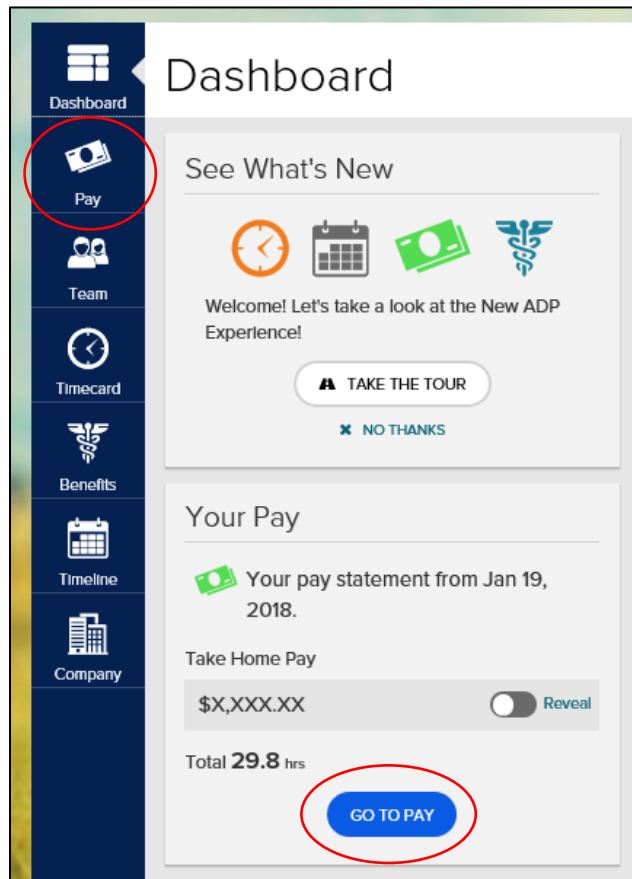 Dashboard
Pay
Team
Timecard
Benefits
Timeline
Company
Dashboard
See What's New
Welcome! Let's take a look at the New ADP
Experience!
TAKE THE TOUR
NO THANKS
Your Pay
Your pay statement from Jan 19,
2018.
Take Home Pay
$X,XXX.XX Reveal
Total 29.8 hrs
GO TO PAY